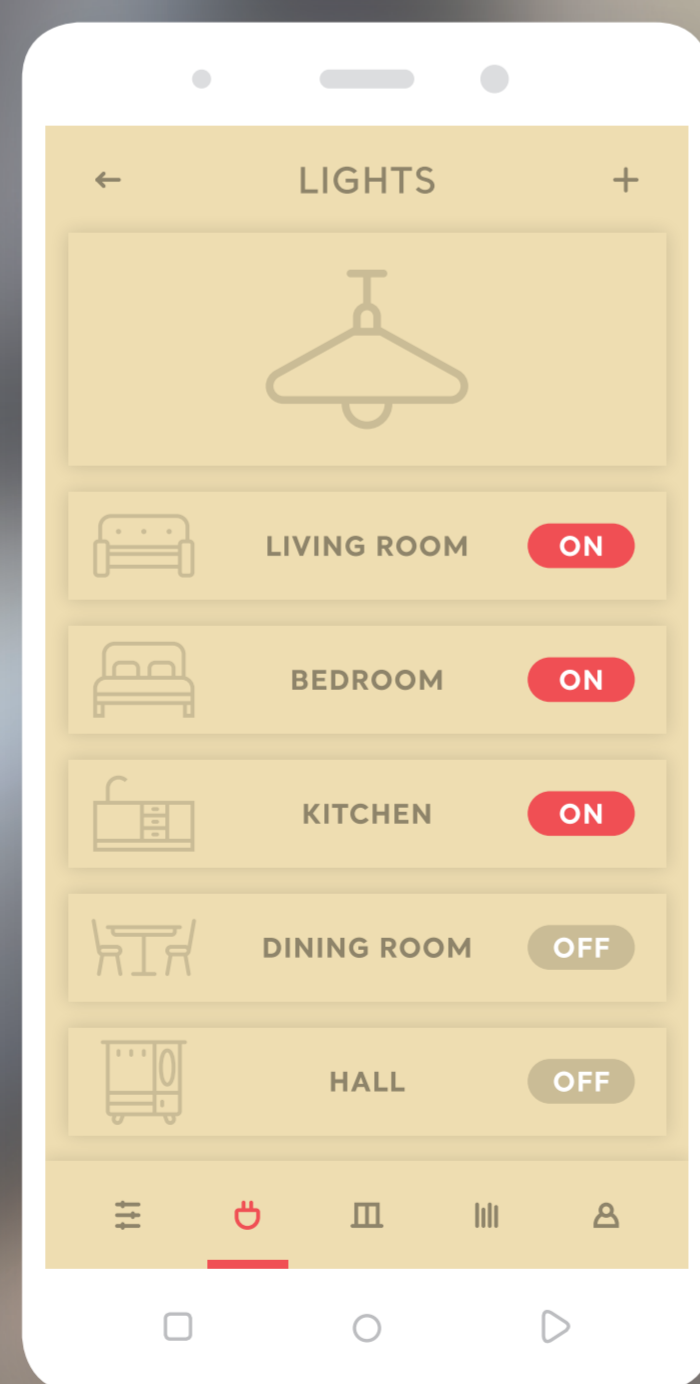 LIGHTS
LIVING ROOM ON
BEDROOM ON
KITCHEN ON
DINING ROOM OFF
HALL OFF